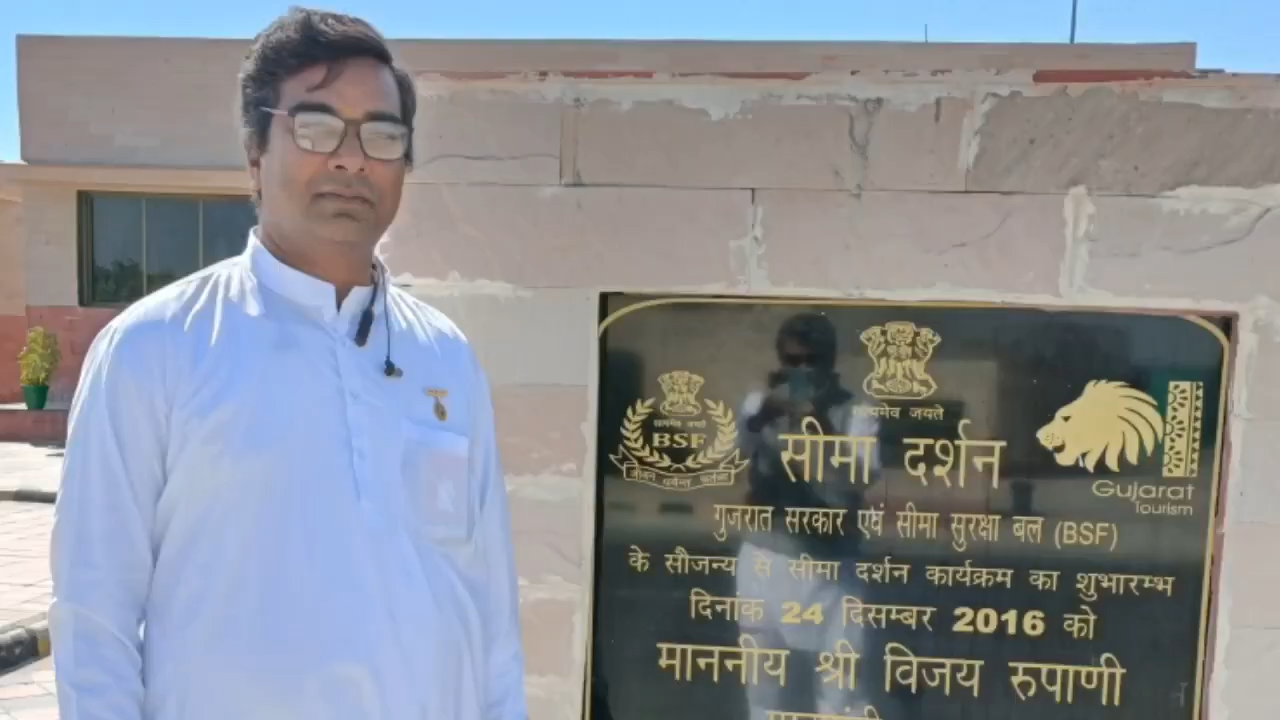 सत्यमेव जयते
सीमा दर्शन
BSF
Gujarat
Tourism
गुजरात सरकार एवं सीमा सुरक्षा बल (BSF)
के सौजन्य से सीमा दर्शन कार्यक्रम का शुभारम्भ
दिनांक 24 दिसम्बर 2016 को
माननीय श्री विजय रुपाणी